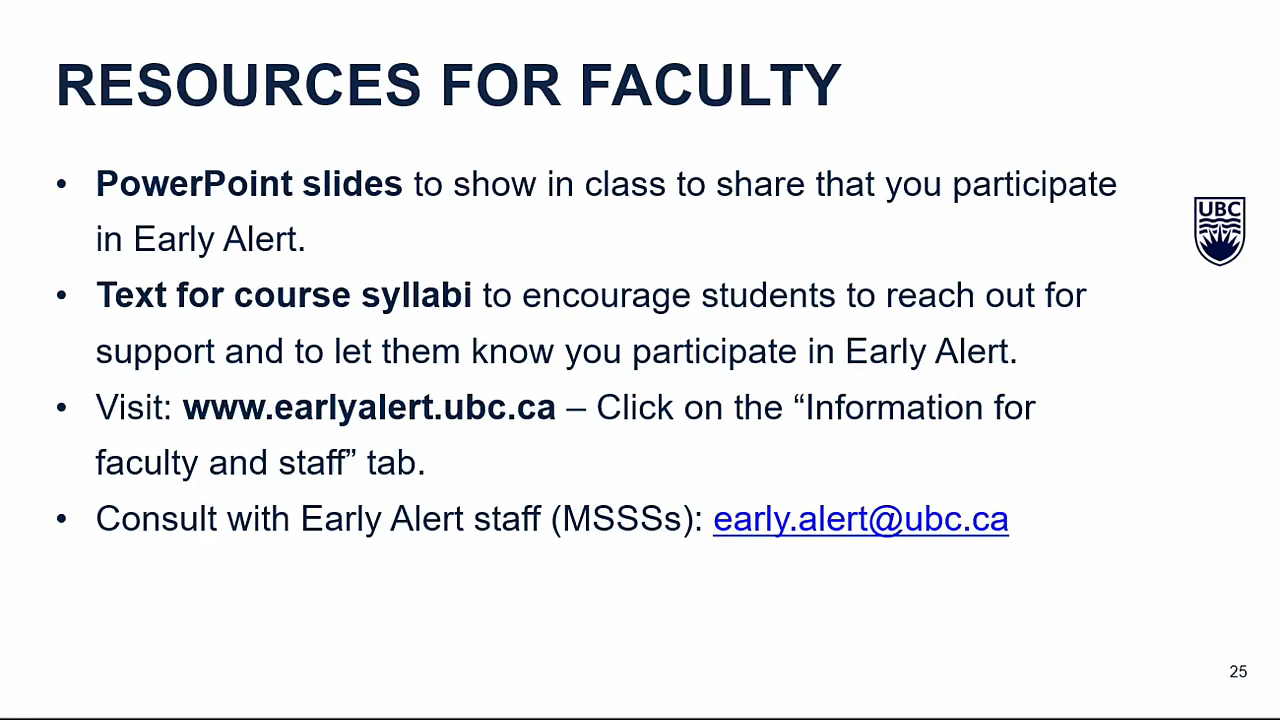 RESOURCES FOR FACULTY
• PowerPoint slides to show in class to share that you participate
in Early Alert.
UBC
• Text for course syllabi to encourage students to reach out for
support and to let them know you participate in Early Alert.
• Visit: www.earlyalert.ubc.ca – Click on the “Information for
faculty and staff” tab.
• Consult with Early Alert staff (MSSSs): early.alert@ubc.ca
25